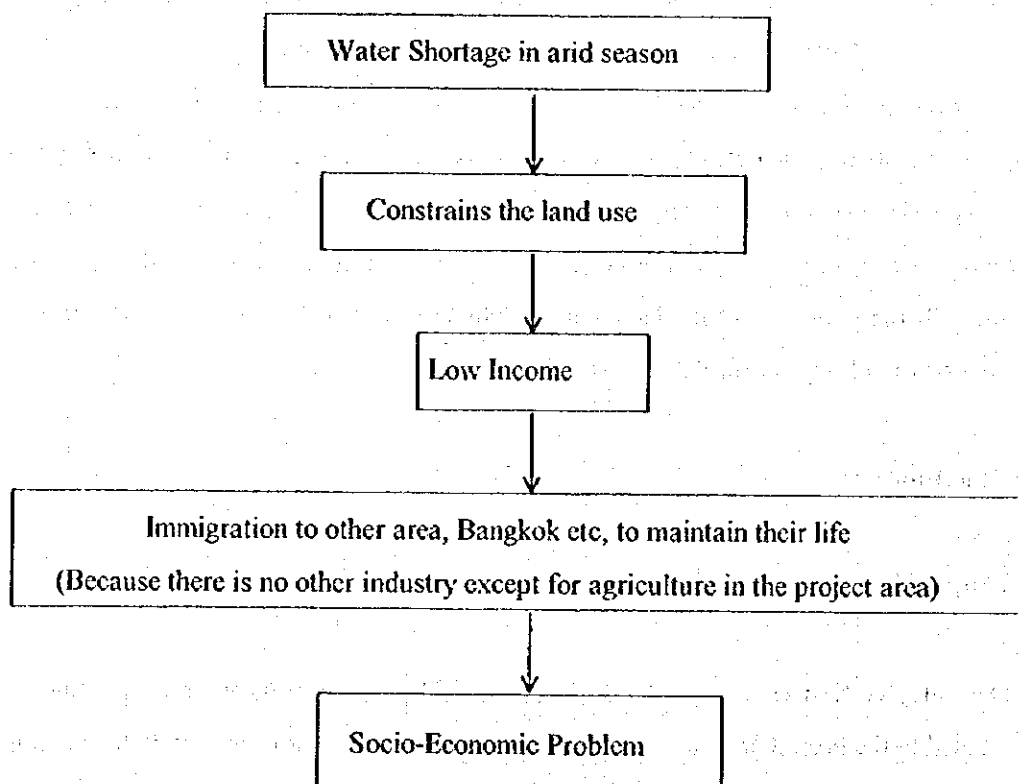 Water Shortage in arid season
Constrains the land use
Low Income
Immigration to other area, Bangkok etc, to maintain their life
(Because there is no other industry except for agriculture in the project area)
Socio-Economic Problem